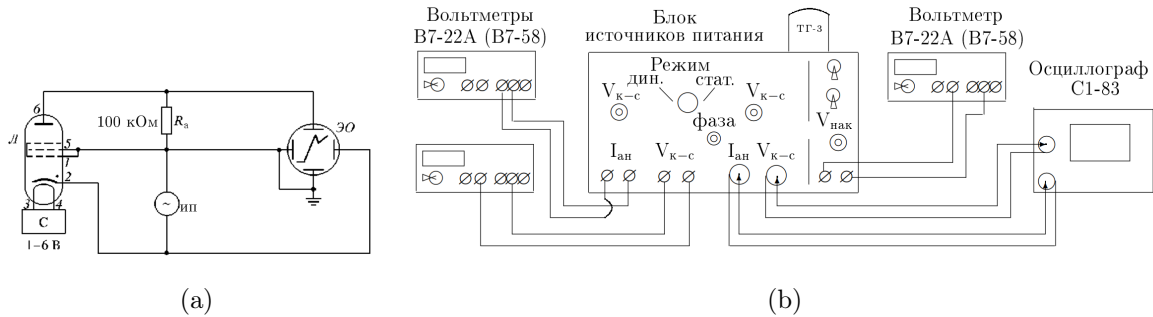 6
Л
100 кОм
Rа
ЭО
5
1
2
3
4
С
~
ип
1–6 В
(a)
Вольтметры
В7-22А (В7-58)
Блок
источников питания
ТГ-3
Вольтметр
В7-22А (В7-58)
Осциллограф
С1-83
Режим
дин.
стат.
Vк−с
Vк−с
фаза
Vнак
Iан
Vк−с
Iан
Vк−с
(b)